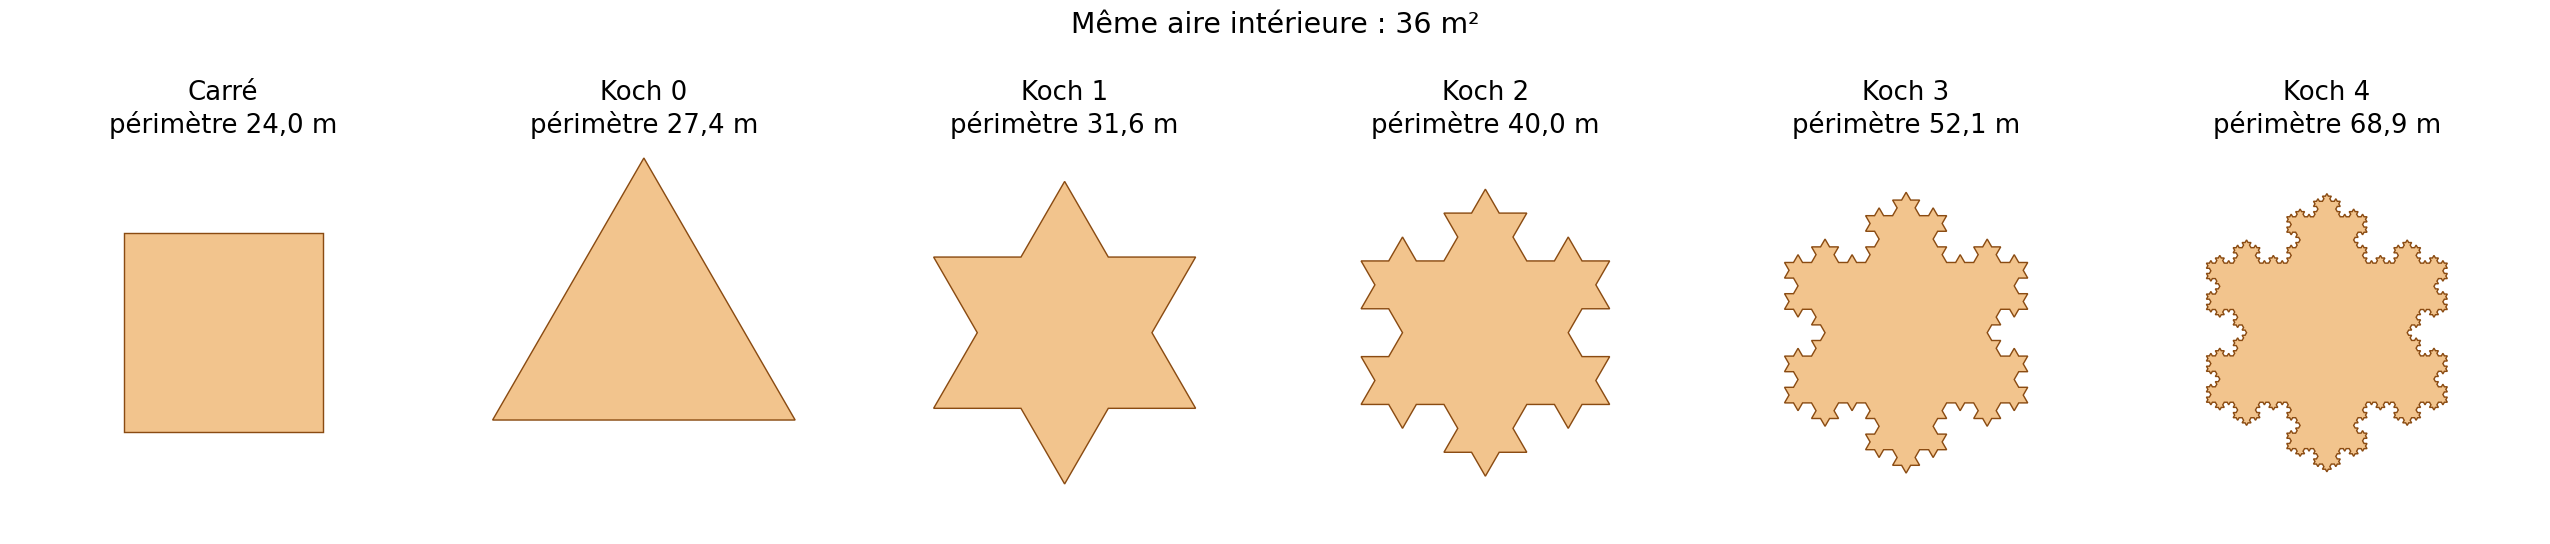 Même aire intérieure : 36 m²
Carré
périmètre 24,0 m
Koch 0
périmètre 27,4 m
Koch 1
périmètre 31,6 m
Koch 2
périmètre 40,0 m
Koch 3
périmètre 52,1 m
Koch 4
périmètre 68,9 m